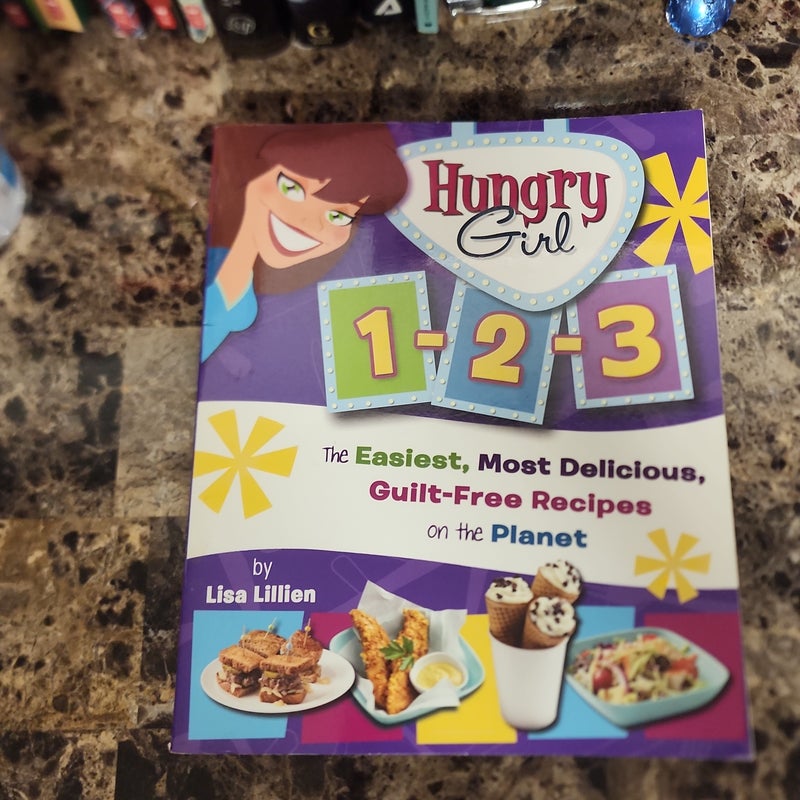 Hungry
Girl
1-2-3
The Easiest, Most Delicious,
Guilt-Free Recipes
on the Planet
by
Lisa Lillien